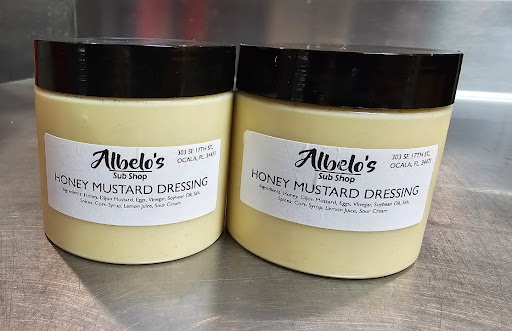 Albelo's
Sub Shop
303 SE 17TH ST,
OCALA, FL 34471
HONEY MUSTARD DRESSING
Ingredients: Honey, Dijon Mustard, Eggs, Vinegar, Soybean Oil, Salt,
Spices, Corn Syrup, Lemon Juice, Sour Cream
Albelo's
Sub Shop
303 SE 17TH ST,
OCALA, FL 34471
HONEY MUSTARD DRESSING
Ingredients: Honey, Dijon Mustard, Eggs, Vinegar, Soybean Oil, Salt,
Spices, Corn Syrup, Lemon Juice, Sour Cream